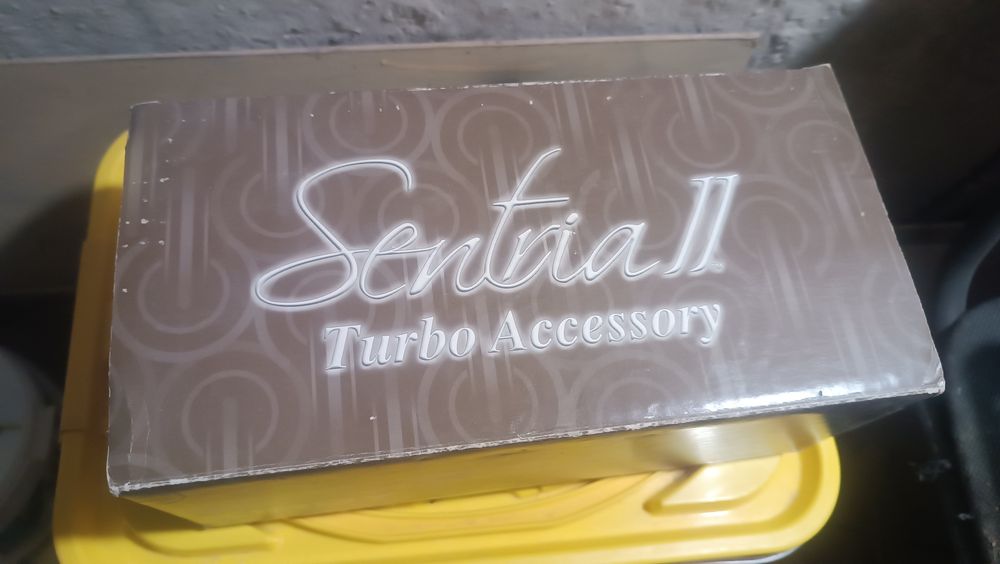 Sentria II
Turbo Accessory